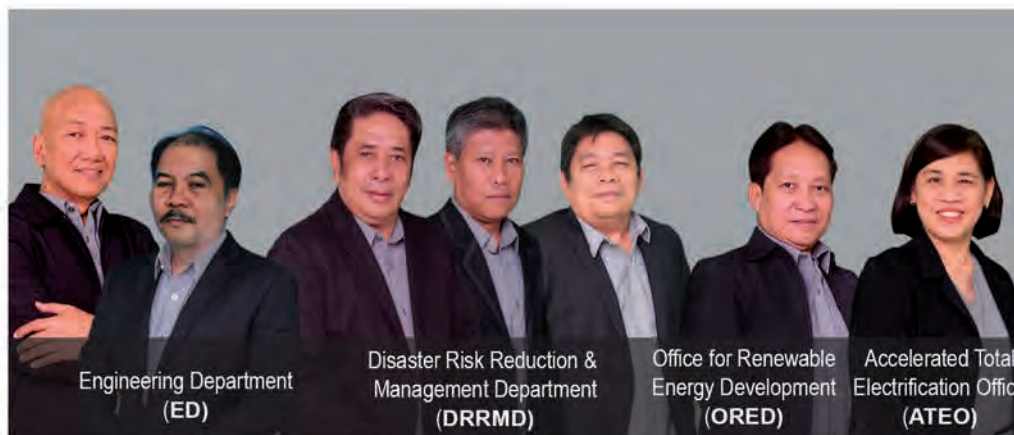 Engineering Department
(ED)
Disaster Risk Reduction &
Management Department
(DRRMD)
Office for Renewable
Energy Development
(ORED)
Accelerated Total
Electrification Offic
(ATEO)